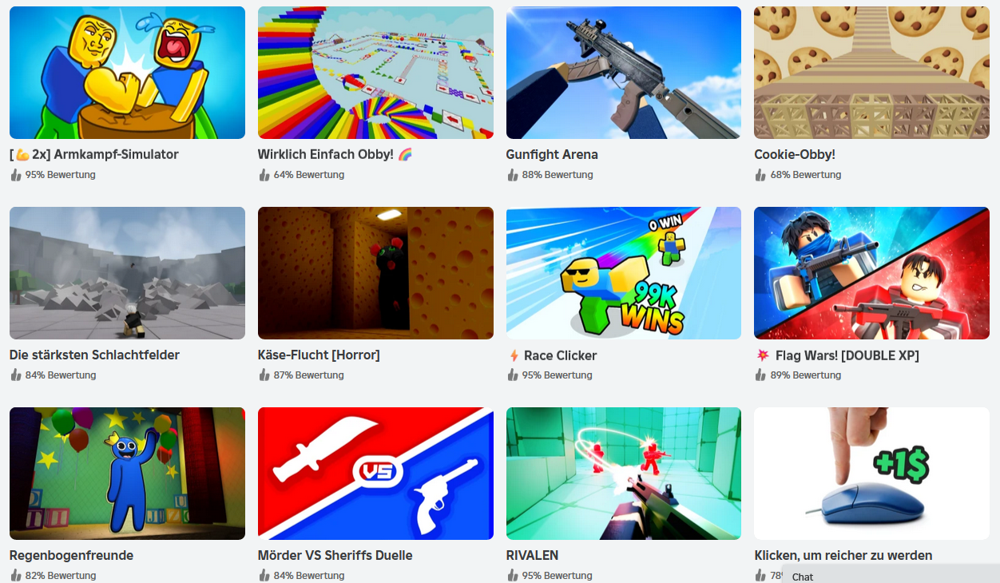 [💪 2x] Armkampf-Simulator
95% Bewertung
Wirklich Einfach Obby! 🌈
64% Bewertung
Gunfight Arena
88% Bewertung
Cookie-Obby!
68% Bewertung
Die stärksten Schlachtfelder
84% Bewertung
Käse-Flucht [Horror]
87% Bewertung
0 WIN
99K
WINS
⚡ Race Clicker
95% Bewertung
💥 Flag Wars! [DOUBLE XP]
89% Bewertung
Regenbogenfreunde
82% Bewertung
VS
Mörder VS Sheriffs Duelle
84% Bewertung
RIVALEN
95% Bewertung
+1$
Klicken, um reicher zu werden
78
Chat